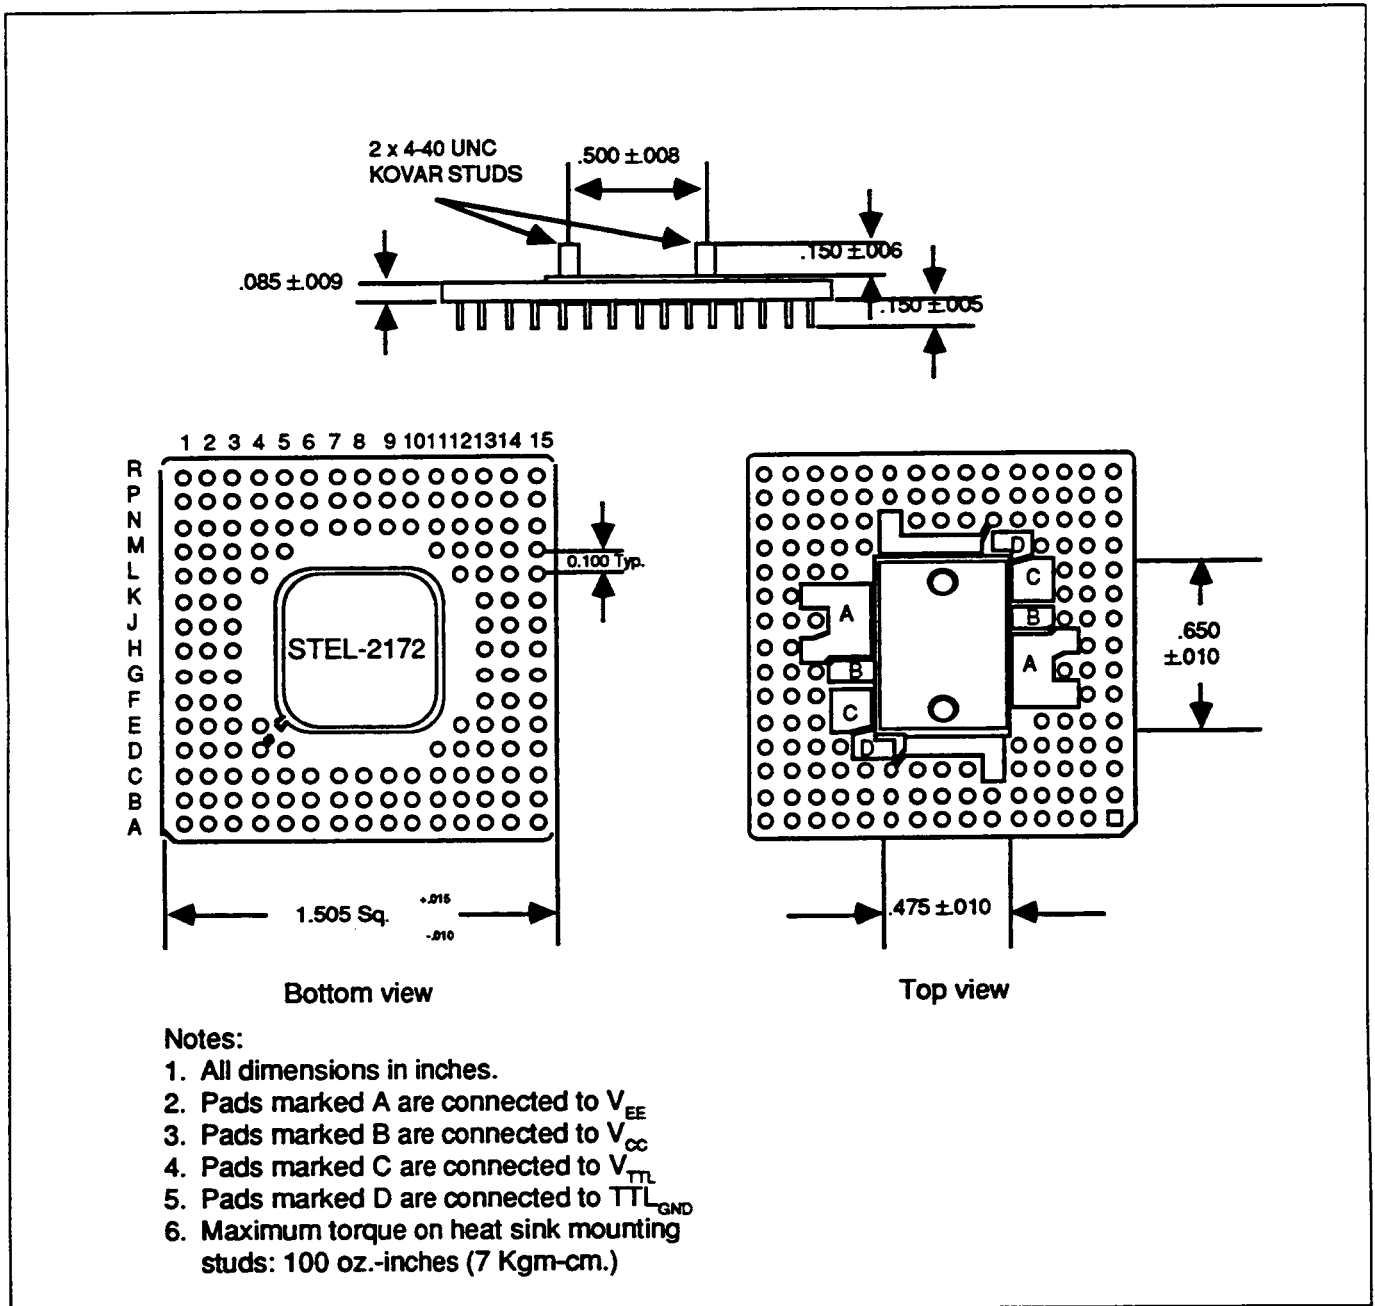 2 x 4-40 UNC
KOVAR STUDS
.500 ±.008
.150 ±.006
.085 ±.009
.150 ±.005
1 2 3 4 5 6 7 8 9 10 11 12 13 14 15
R
P
N
M
L
K
J
H
G
F
E
D
C
B
A
0.100 Typ.
STEL-2172
1.505 Sq. +.015 -.010
Bottom view
D
C
A
B
B
A
C
D
.650
±.010
.475 ±.010
Top view
Notes:
1. All dimensions in inches.
2. Pads marked A are connected to VEE
3. Pads marked B are connected to VCC
4. Pads marked C are connected to VTTL
5. Pads marked D are connected to TTLGND
6. Maximum torque on heat sink mounting
studs: 100 oz.-inches (7 Kgm-cm.)